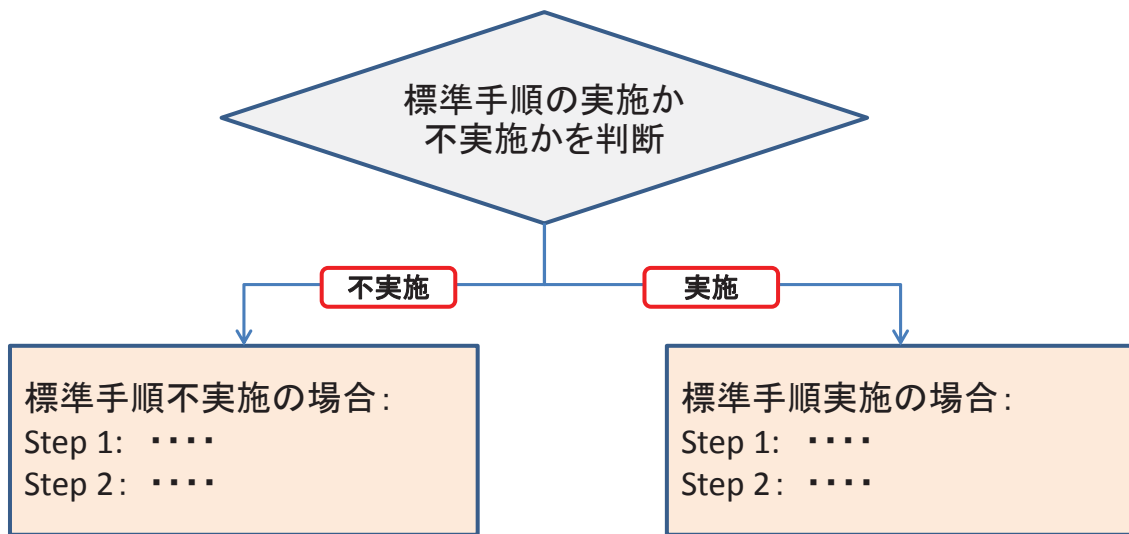 標準手順の実施か
不実施かを判断
不実施
実施
標準手順不実施の場合:
Step 1: ・・・・
Step 2: ・・・・
標準手順実施の場合:
Step 1: ・・・・
Step 2: ・・・・